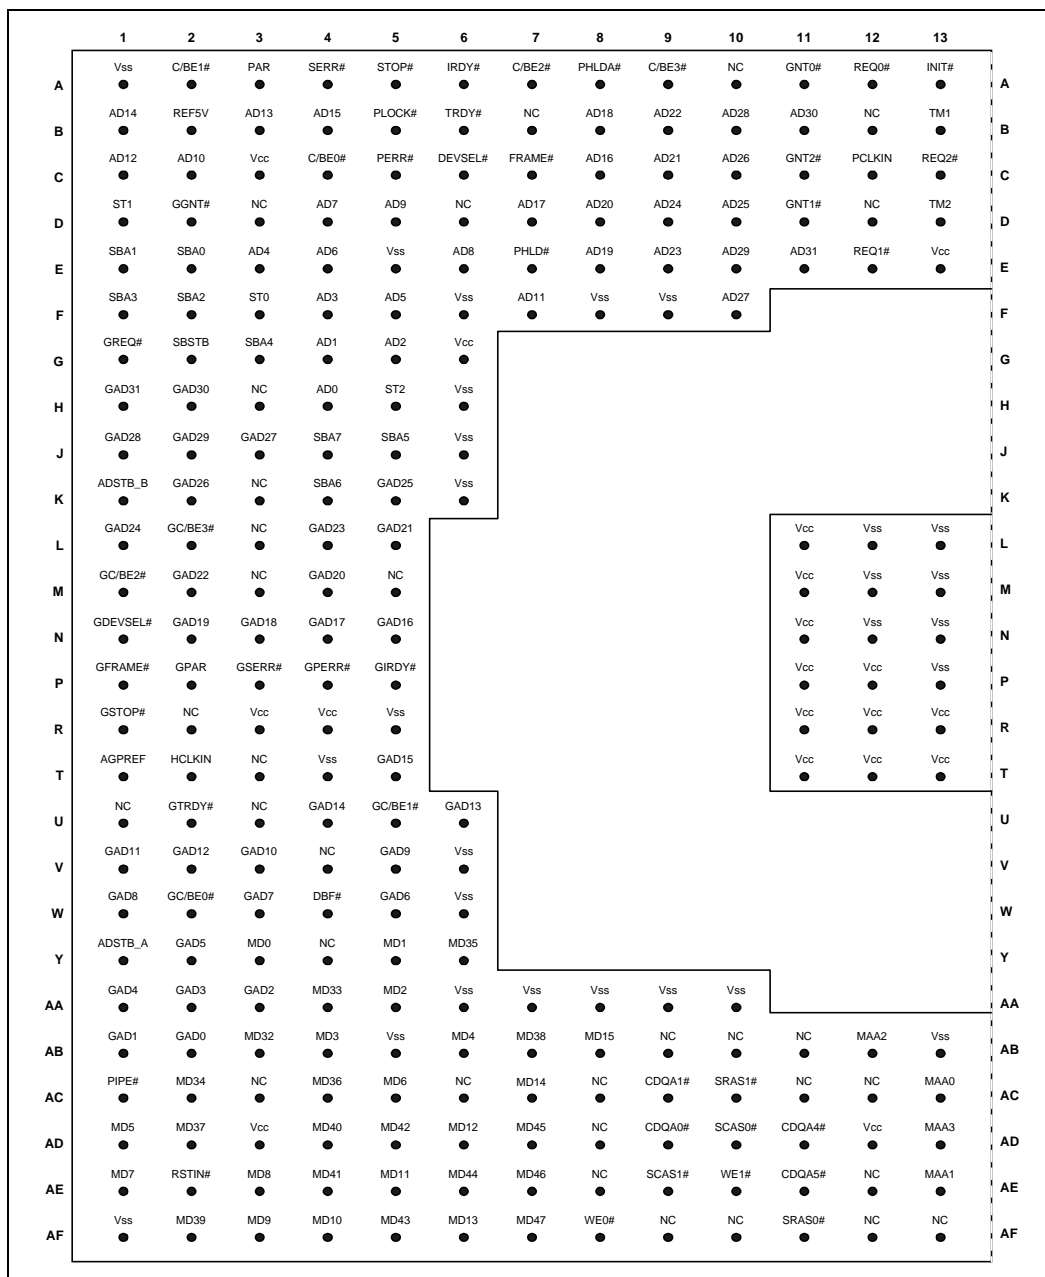 1 2 3 4 5 6 7 8 9 10 11 12 13
Vss C/BE1# PAR SERR# STOP# IRDY# C/BE2# PHLDA# C/BE3# NC GNT0# REQ0# INIT#
A A
AD14 REF5V AD13 AD15 PLOCK# TRDY# NC AD18 AD22 AD28 AD30 NC TM1
B B
AD12 AD10 Vcc C/BE0# PERR# DEVSEL# FRAME# AD16 AD21 AD26 GNT2# PCLKIN REQ2#
C C
ST1 GGNT# NC AD7 AD9 NC AD17 AD20 AD24 AD25 GNT1# NC TM2
D D
SBA1 SBA0 AD4 AD6 Vss AD8 PHLD# AD19 AD23 AD29 AD31 REQ1# Vcc
E E
SBA3 SBA2 ST0 AD3 AD5 Vss AD11 Vss Vss AD27
F F
GREQ# SBSTB SBA4 AD1 AD2 Vcc
G G
GAD31 GAD30 NC AD0 ST2 Vss
H H
GAD28 GAD29 GAD27 SBA7 SBA5 Vss
J J
ADSTB_B GAD26 NC SBA6 GAD25 Vss
K K
GAD24 GC/BE3# NC GAD23 GAD21 Vcc Vss Vss
L L
GC/BE2# GAD22 NC GAD20 NC Vcc Vss Vss
M M
GDEVSEL# GAD19 GAD18 GAD17 GAD16 Vcc Vss Vss
N N
GFRAME# GPAR GSERR# GPERR# GIRDY# Vcc Vcc Vss
P P
GSTOP# NC Vcc Vcc Vss Vcc Vcc Vcc
R R
AGPREF HCLKIN NC Vss GAD15 Vcc Vcc Vcc
T T
NC GTRDY# NC GAD14 GC/BE1# GAD13
U U
GAD11 GAD12 GAD10 NC GAD9 Vss
V V
GAD8 GC/BE0# GAD7 DBF# GAD6 Vss
W W
ADSTB_A GAD5 MD0 NC MD1 MD35
Y Y
GAD4 GAD3 GAD2 MD33 MD2 Vss Vss Vss Vss Vss
AA AA
GAD1 GAD0 MD32 MD3 Vss MD4 MD38 MD15 NC NC NC MAA2 Vss
AB AB
PIPE# MD34 NC MD36 MD6 NC MD14 NC CDQA1# SRAS1# NC NC MAA0
AC AC
MD5 MD37 Vcc MD40 MD42 MD12 MD45 NC CDQA0# SCAS0# CDQA4# Vcc MAA3
AD AD
MD7 RSTIN# MD8 MD41 MD11 MD44 MD46 NC SCAS1# WE1# CDQA5# NC MAA1
AE AE
Vss MD39 MD9 MD10 MD43 MD13 MD47 WE0# NC NC SRAS0# NC NC
AF AF